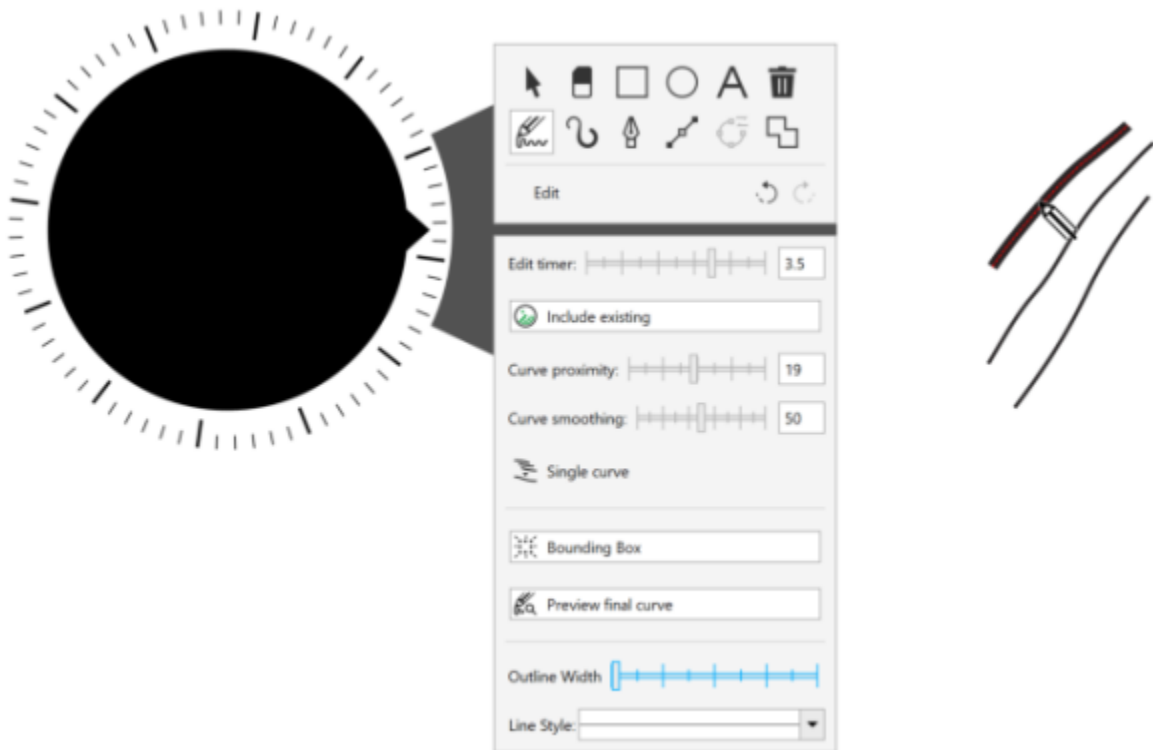 A
Edit
Edit timer: 3.5
Include existing
Curve proximity: 19
Curve smoothing: 50
Single curve
Bounding Box
Preview final curve
Outline Width
Line Style: